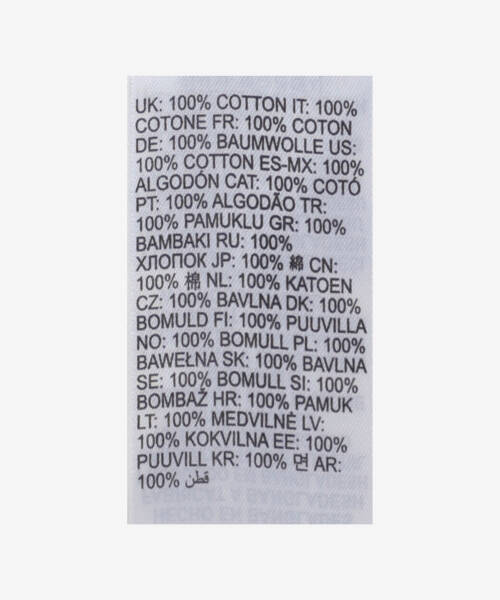 UK: 100% COTTON IT: 100%
COTONE FR: 100% COTON
DE: 100% BAUMWOLLE US:
100% COTTON ES-MX: 100%
ALGODÓN CAT: 100% COTÓ
PT: 100% ALGODÃO TR:
100% PAMUKLU GR: 100%
BAMBAKI RU: 100%
ХЛОПОК JP: 100% 綿 CN:
100% 棉 NL: 100% KATOEN
CZ: 100% BAVLNA DK: 100%
BOMULD FI: 100% PUUVILLA
NO: 100% BOMULL PL: 100%
BAWEŁNA SK: 100% BAVLNA
SE: 100% BOMULL SI: 100%
BOMBAŽ HR: 100% PAMUK
LT: 100% MEDVILNĖ LV:
100% KOKVILNA EE: 100%
PUUVILL KR: 100% 면 AR:
100% قطن
BANGLADESH
HECHO EN BANGLADES